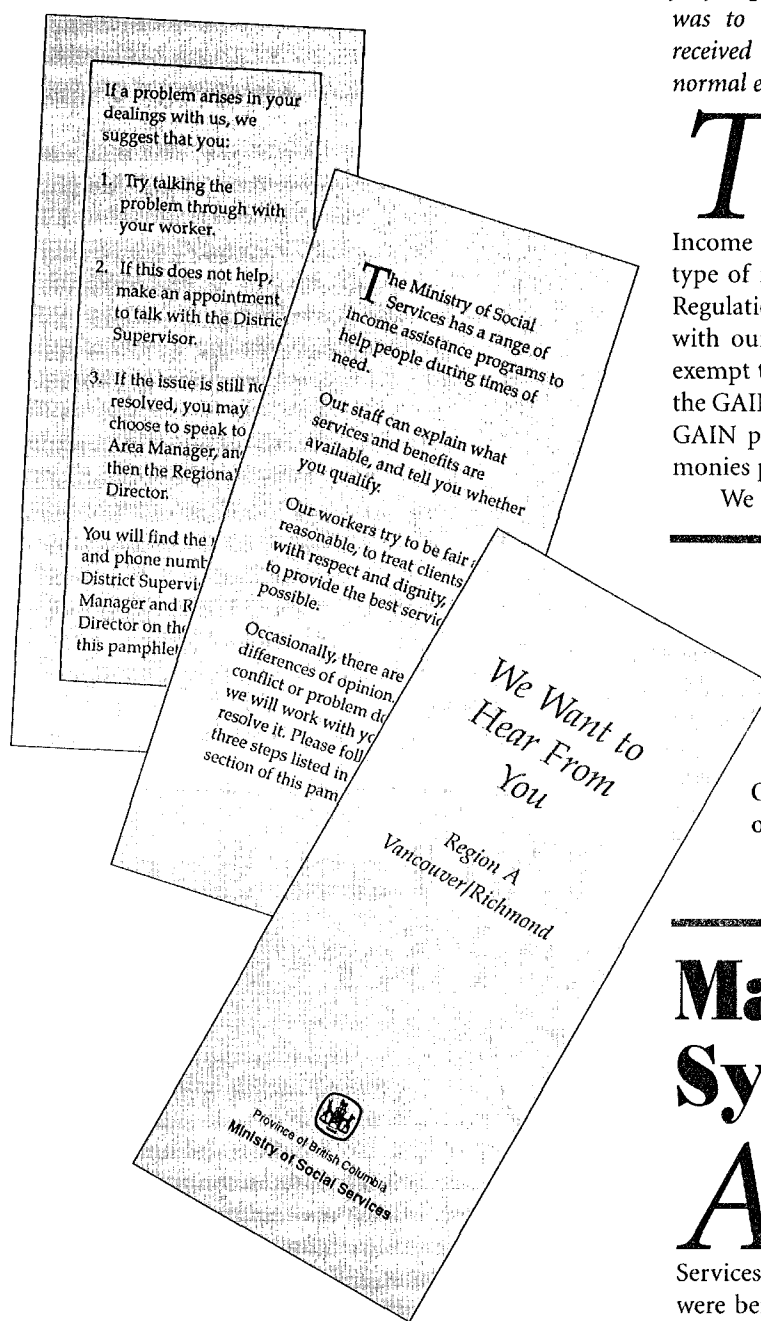 If a problem arises in your
dealings with us, we
suggest that you:
1. Try talking the
problem through with
your worker.
2. If this does not help,
make an appointment
to talk with the District
Supervisor.
3. If the issue is still
resolved, you may
choose to speak to
Area Manager,
then the Regional
Director.
You will find the
and phone
District
Manager and
Director on the
this pamphlet
The Ministry of Social
Services has a range of
income assistance programs to
help people during times of
need.
Our staff can explain what
services and benefits are
available, and tell you whether
you qualify.
Our workers try to be fair
reasonable, to treat clients
with respect and dignity,
to provide the best
possible.
Occasionally, there are
differences of opinion.
conflict or problem
we will work with
resolve it. Please
three steps listed in
section of this
We Want to
Hear From
You
Region A
Vancouver/Richmond
Province of British Columbia
Ministry of Social Services
was to
received
normal e
T
Income
type of
Regulati
with ou
exempt t
the GAIN
GAIN p
monies p
We
O
o
Ma
Sy
A
Services
were be